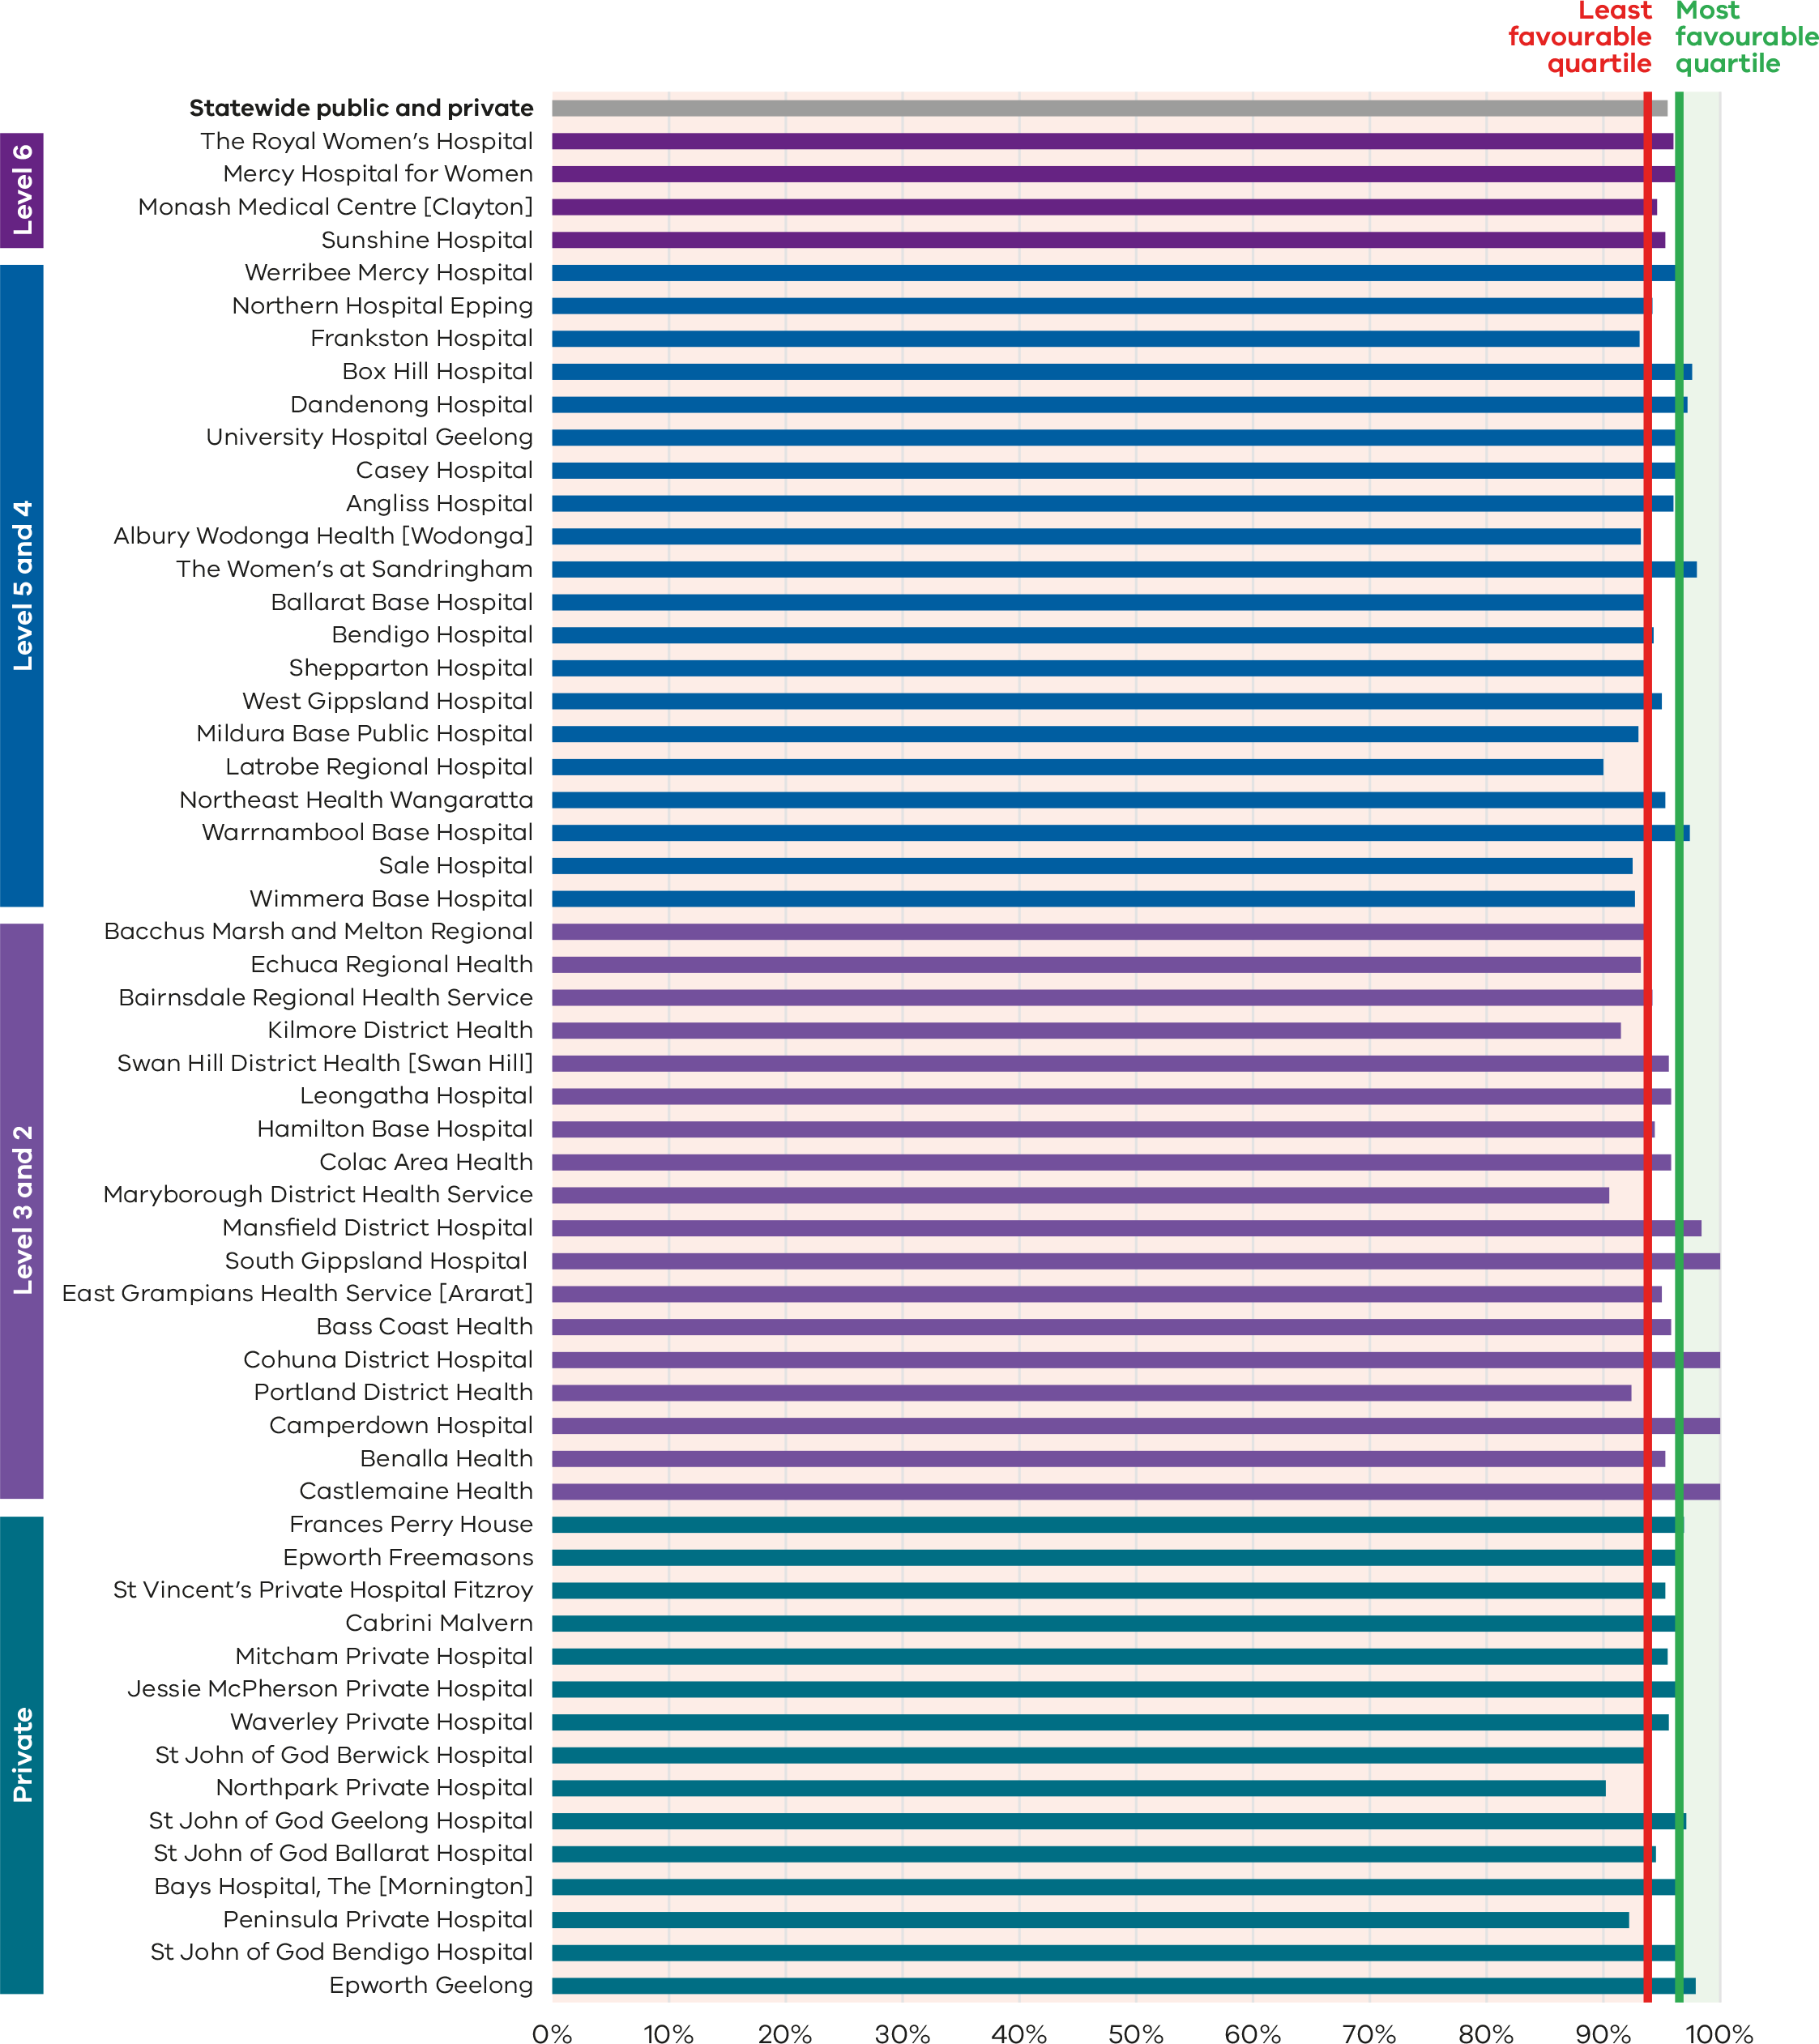 Least
favourable
quartile
Most
favourable
quartile
Statewide public and private
Level 6
The Royal Women’s Hospital
Mercy Hospital for Women
Monash Medical Centre [Clayton]
Sunshine Hospital
Level 5 and 4
Werribee Mercy Hospital
Northern Hospital Epping
Frankston Hospital
Box Hill Hospital
Dandenong Hospital
University Hospital Geelong
Casey Hospital
Angliss Hospital
Albury Wodonga Health [Wodonga]
The Women’s at Sandringham
Ballarat Base Hospital
Bendigo Hospital
Shepparton Hospital
West Gippsland Hospital
Mildura Base Public Hospital
Latrobe Regional Hospital
Northeast Health Wangaratta
Warrnambool Base Hospital
Sale Hospital
Wimmera Base Hospital
Level 3 and 2
Bacchus Marsh and Melton Regional
Echuca Regional Health
Bairnsdale Regional Health Service
Kilmore District Health
Swan Hill District Health [Swan Hill]
Leongatha Hospital
Hamilton Base Hospital
Colac Area Health
Maryborough District Health Service
Mansfield District Hospital
South Gippsland Hospital
East Grampians Health Service [Ararat]
Bass Coast Health
Cohuna District Hospital
Portland District Health
Camperdown Hospital
Benalla Health
Castlemaine Health
Private
Frances Perry House
Epworth Freemasons
St Vincent’s Private Hospital Fitzroy
Cabrini Malvern
Mitcham Private Hospital
Jessie McPherson Private Hospital
Waverley Private Hospital
St John of God Berwick Hospital
Northpark Private Hospital
St John of God Geelong Hospital
St John of God Ballarat Hospital
Bays Hospital, The [Mornington]
Peninsula Private Hospital
St John of God Bendigo Hospital
Epworth Geelong
0% 10% 20% 30% 40% 50% 60% 70% 80% 90% 100%